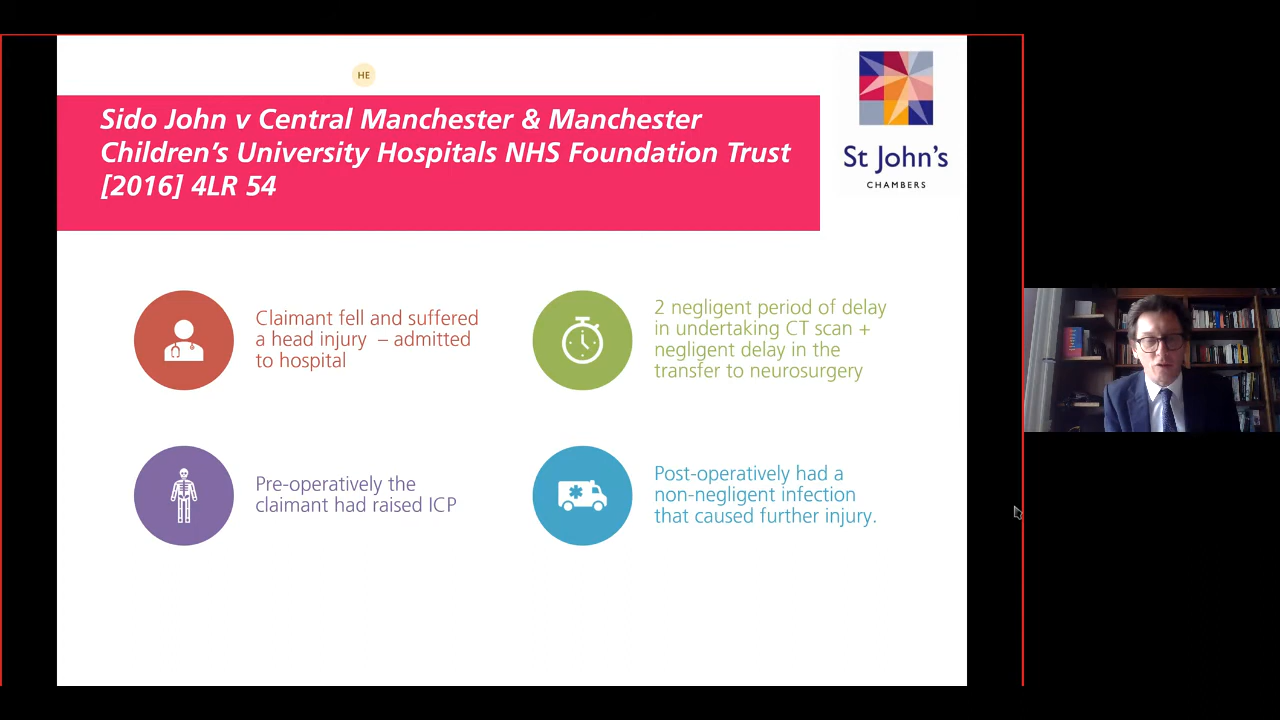 HE
Sido John v Central Manchester & Manchester
Children's University Hospitals NHS Foundation Trust
[2016] 4LR 54
St John's
CHAMBERS
Claimant fell and suffered
a head injury – admitted
to hospital
2 negligent period of delay
in undertaking CT scan +
negligent delay in the
transfer to neurosurgery
Pre-operatively the
claimant had raised ICP
Post-operatively had a
non-negligent infection
that caused further injury.